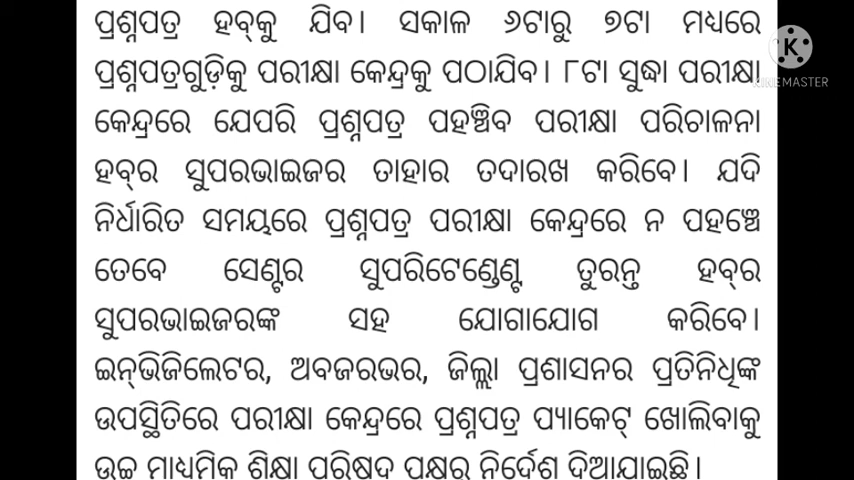 ପ୍ରଶ୍ନପତ୍ର ହବ୍‌କୁ ଯିବ। ସକାଳ ୬ଟାରୁ ୭ଟା ମଧ୍ୟରେ
ପ୍ରଶ୍ନପତ୍ରଗୁଡ଼ିକୁ ପରୀକ୍ଷା କେନ୍ଦ୍ରକୁ ପଠାଯିବ। ୮ଟା ସୁଦ୍ଧା ପରୀକ୍ଷା
କେନ୍ଦ୍ରରେ ଯେପରି ପ୍ରଶ୍ନପତ୍ର ପହଞ୍ଚିବ ପରୀକ୍ଷା ପରିଚାଳନା
ହବ୍‌ର ସୁପରଭାଇଜର ତାହାର ତଦାରଖ କରିବେ। ଯଦି
ନିର୍ଧାରିତ ସମୟରେ ପ୍ରଶ୍ନପତ୍ର ପରୀକ୍ଷା କେନ୍ଦ୍ରରେ ନ ପହଞ୍ଚେ
ତେବେ ସେଣ୍ଟର ସୁପରିଟେଣ୍ଡେଣ୍ଟ ତୁରନ୍ତ ହବ୍‌ର
ସୁପରଭାଇଜରଙ୍କ ସହ ଯୋଗାଯୋଗ କରିବେ।
ଇନ୍‌ଭିଜିଲେଟର, ଅବଜରଭର, ଜିଲ୍ଲା ପ୍ରଶାସନର ପ୍ରତିନିଧିଙ୍କ
ଉପସ୍ଥିତିରେ ପରୀକ୍ଷା କେନ୍ଦ୍ରରେ ପ୍ରଶ୍ନପତ୍ର ପ୍ୟାକେଟ୍ ଖୋଲିବାକୁ
ଉଚ୍ଚ ମାଧ୍ୟମିକ ଶିକ୍ଷା ପରିଷଦ ପକ୍ଷରୁ ନିର୍ଦ୍ଦେଶ ଦିଆଯାଇଛି।
KINEMASTER